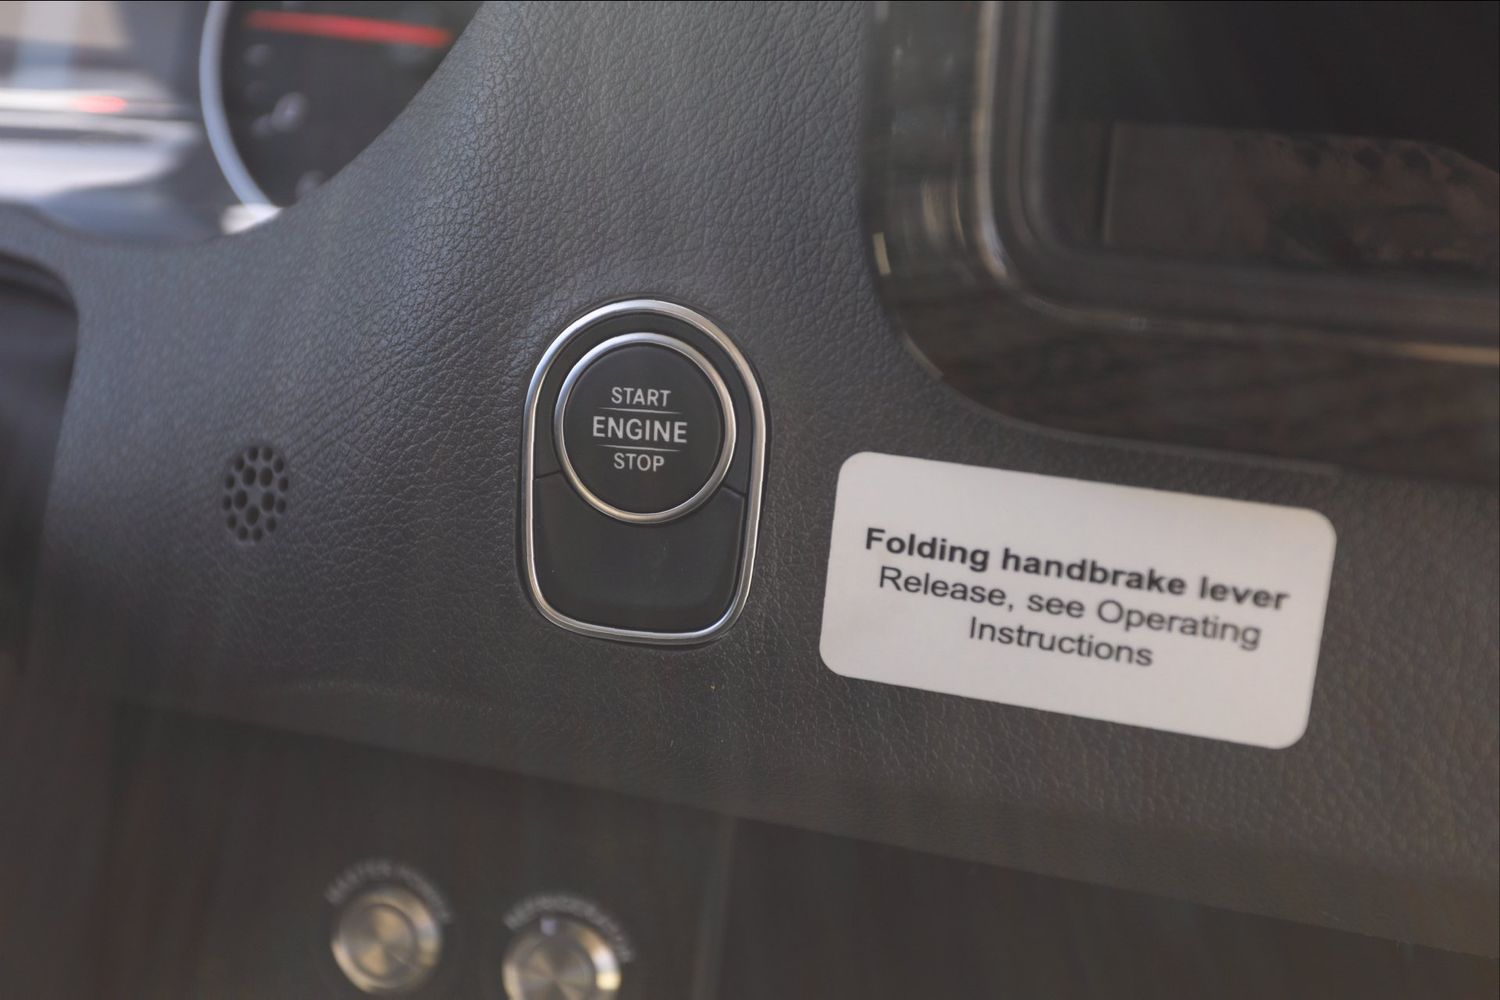 START
ENGINE
STOP
Folding handbrake lever
Release, see Operating
Instructions